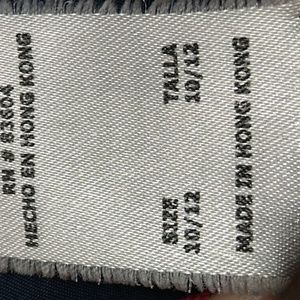 RN # 83604
HECHO EN HONG KONG
TALLA
10/12
SIZE
10/12
MADE IN HONG KONG